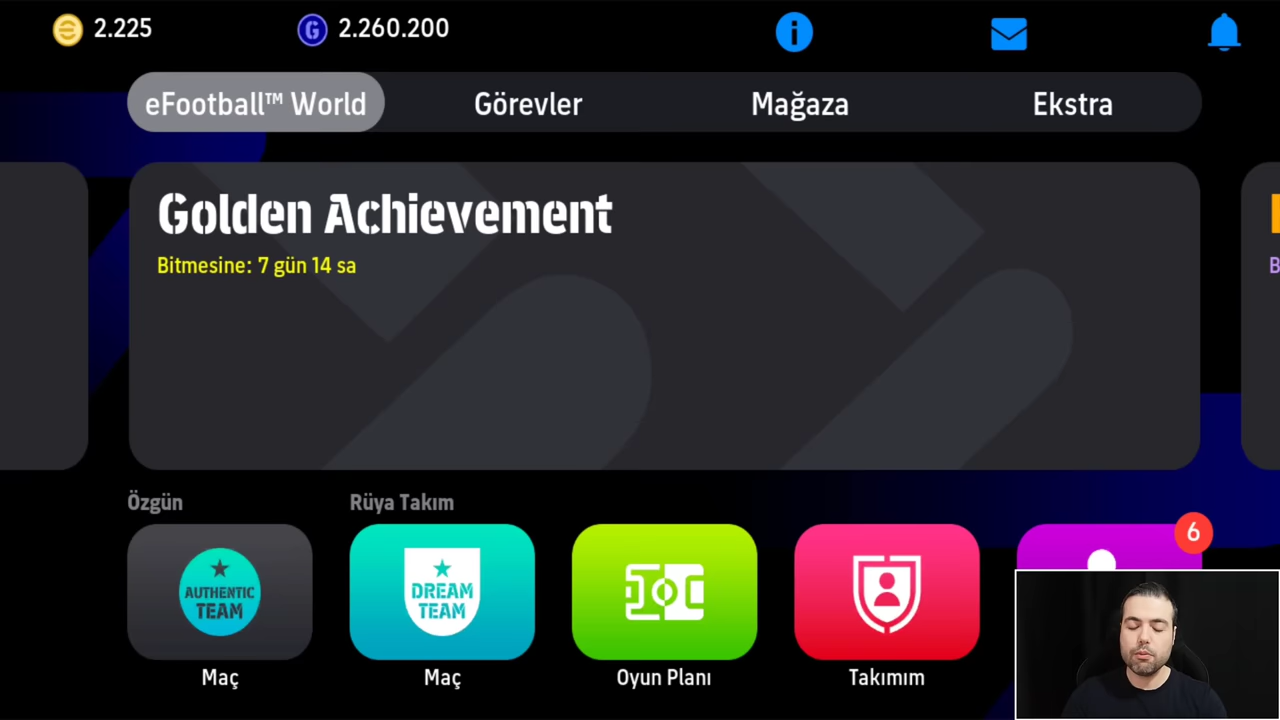 2.225
2.260.200
eFootball™ World
Görevler
Mağaza
Ekstra
Golden Achievement
Bitmesine: 7 gün 14 sa
Özgün
Rüya Takım
6
AUTHENTIC
TEAM
DREAM
TEAM
Maç
Maç
Oyun Planı
Takımım